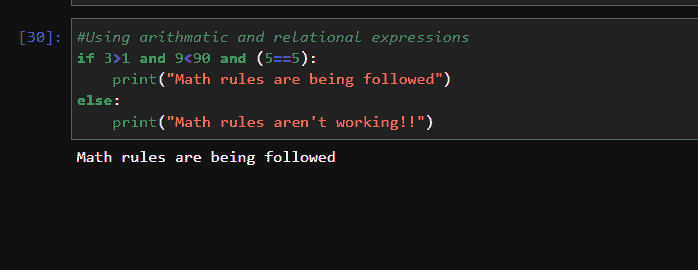 [30]: #Using arithmatic and relational expressions
if 3>1 and 9<90 and (5==5):
    print("Math rules are being followed")
else:
    print("Math rules aren't working!!")
Math rules are being followed